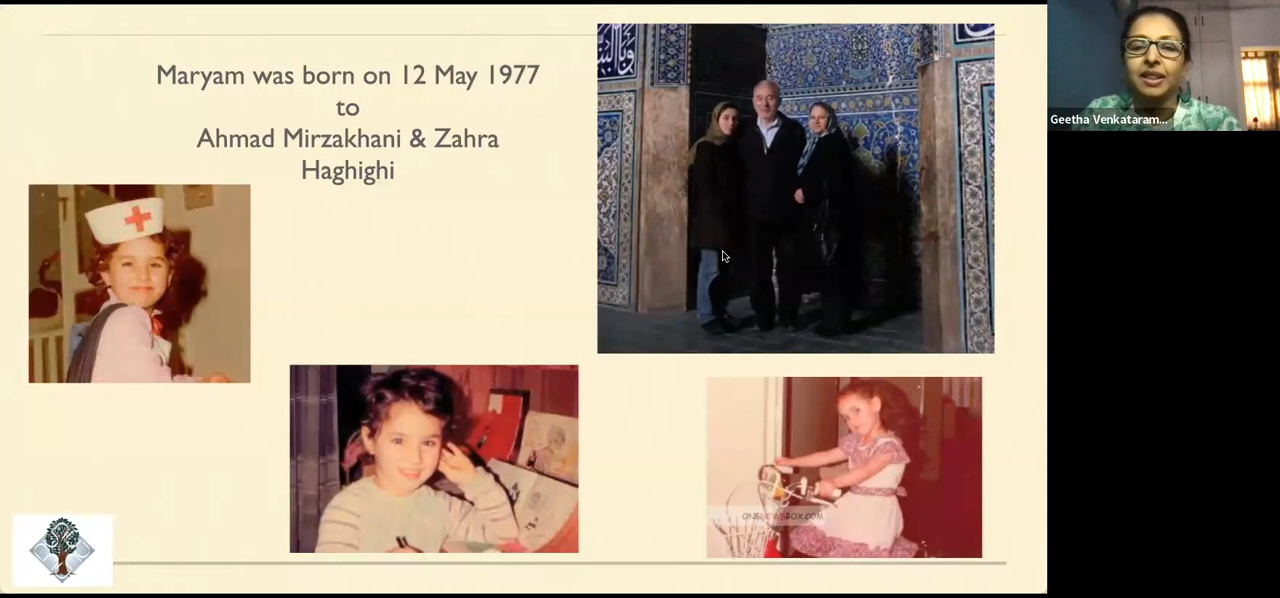 Maryam was born on 12 May 1977
to
Ahmad Mirzakhani & Zahra
Haghighi
Geetha Venkataram...